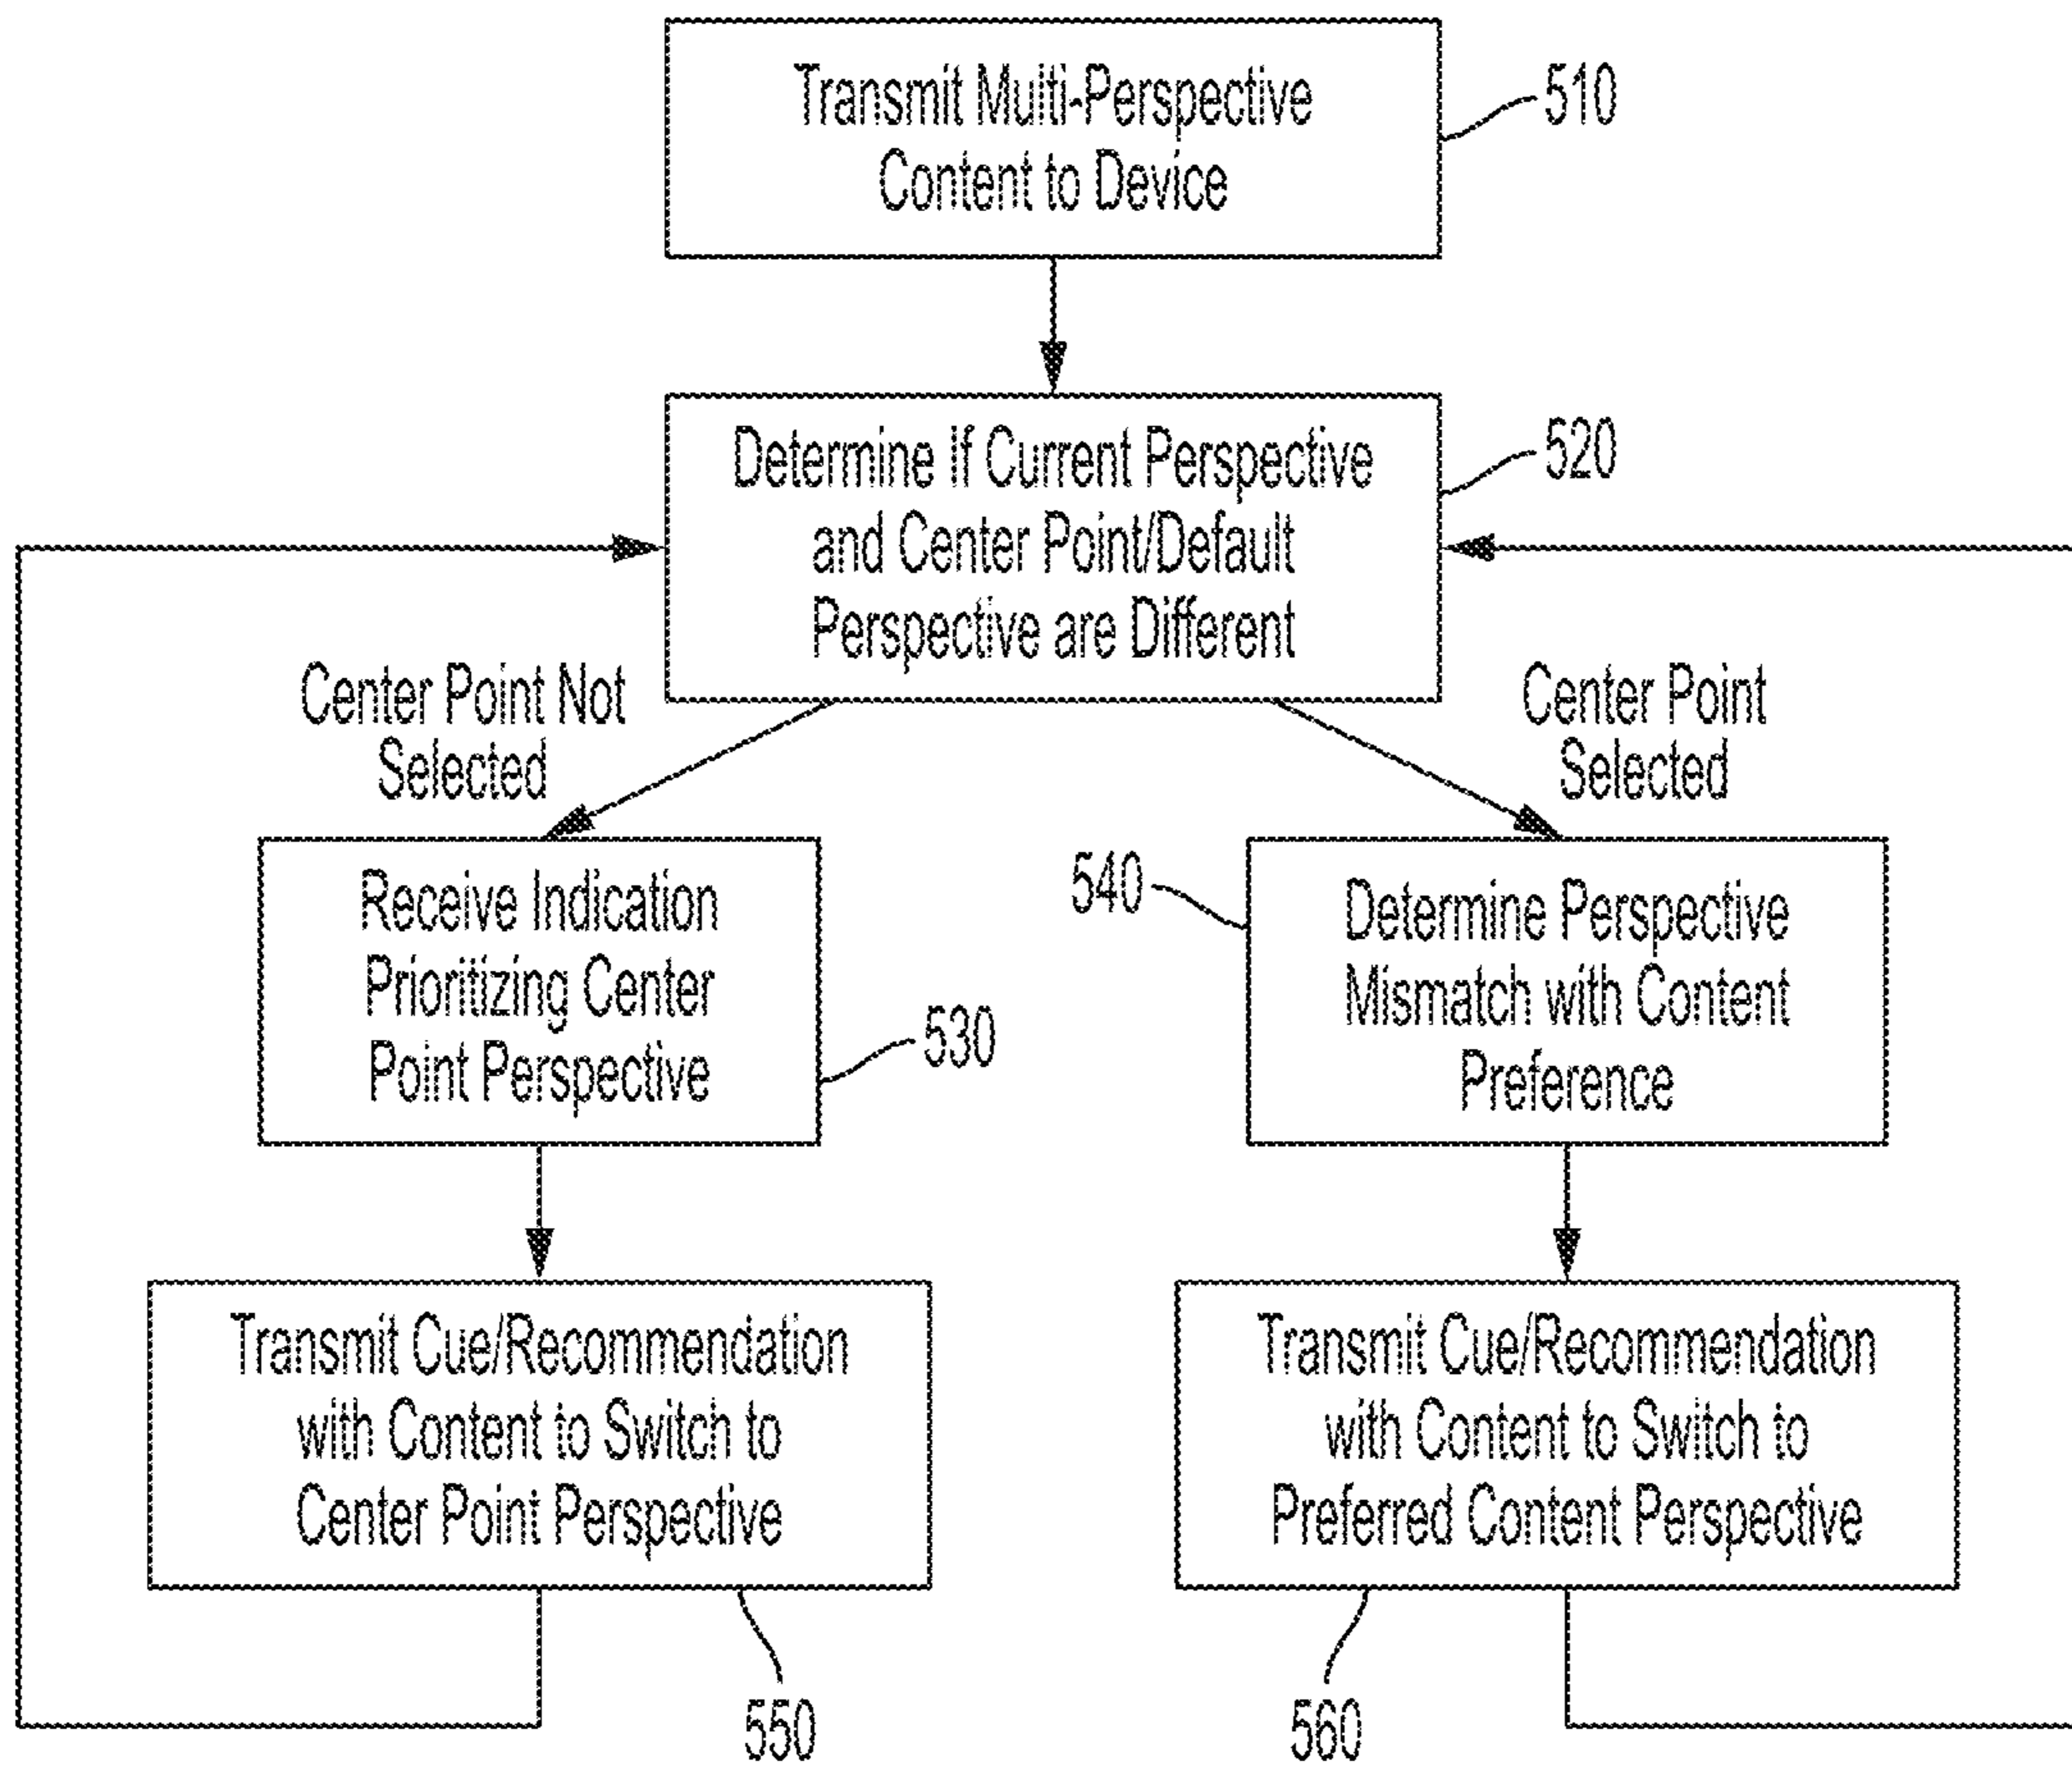 Transmit Multi-Perspective
Content to Device
510
Determine If Current Perspective
and Center Point/Default
Perspective are Different
520
Center Point Not
Selected
Center Point
Selected
Receive Indication
Prioritizing Center
Point Perspective
530
540
Determine Perspective
Mismatch with Content
Preference
Transmit Cue/Recommendation
with Content to Switch to
Center Point Perspective
550
Transmit Cue/Recommendation
with Content to Switch to
Preferred Content Perspective
560